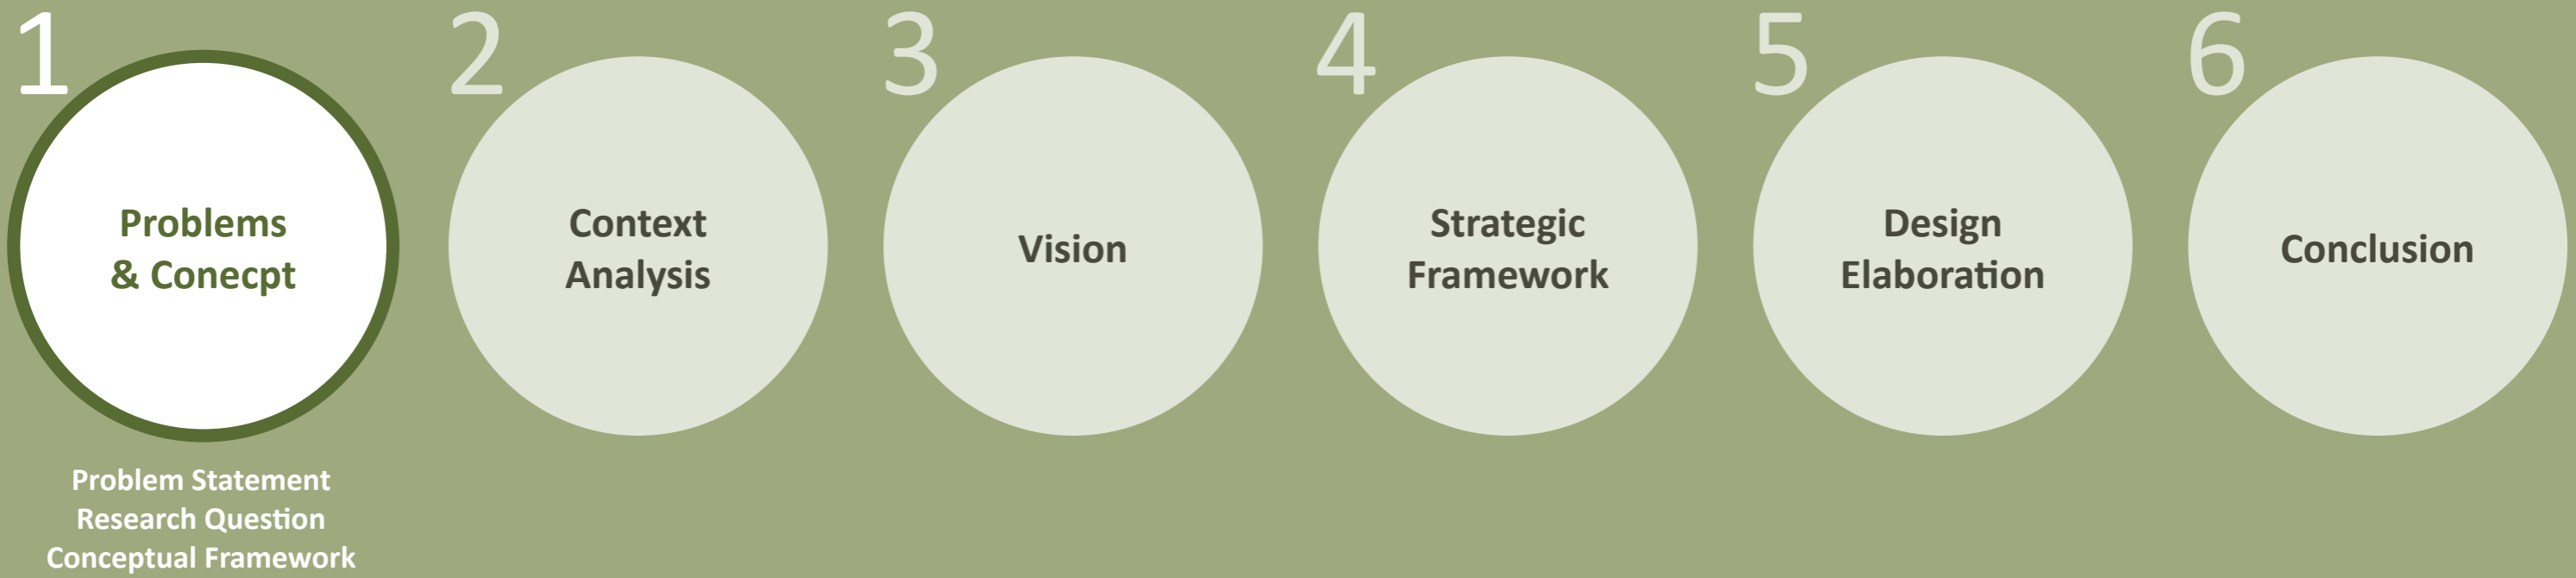 1
Problems
& Conecpt
Problem Statement
Research Question
Conceptual Framework
2
Context
Analysis
3
Vision
4
Strategic
Framework
5
Design
Elaboration
6
Conclusion